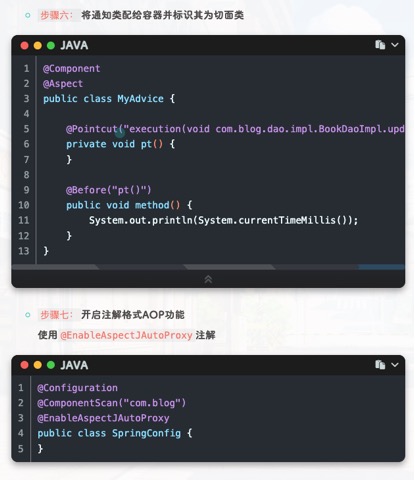 步骤六： 将通知类配给容器并标识其为切面类
JAVA
1 @Component
2 @Aspect
3 public class MyAdvice {
4
5 @Pointcut("execution(void com.blog.dao.impl.BookDaoImpl.upd
6 private void pt() {
7 }
8
9 @Before("pt()")
10 public void method() {
11 System.out.println(System.currentTimeMillis());
12 }
13 }
步骤七： 开启注解格式AOP功能
使用 @EnableAspectJAutoProxy 注解
JAVA
1 @Configuration
2 @ComponentScan("com.blog")
3 @EnableAspectJAutoProxy
4 public class SpringConfig {
5 }